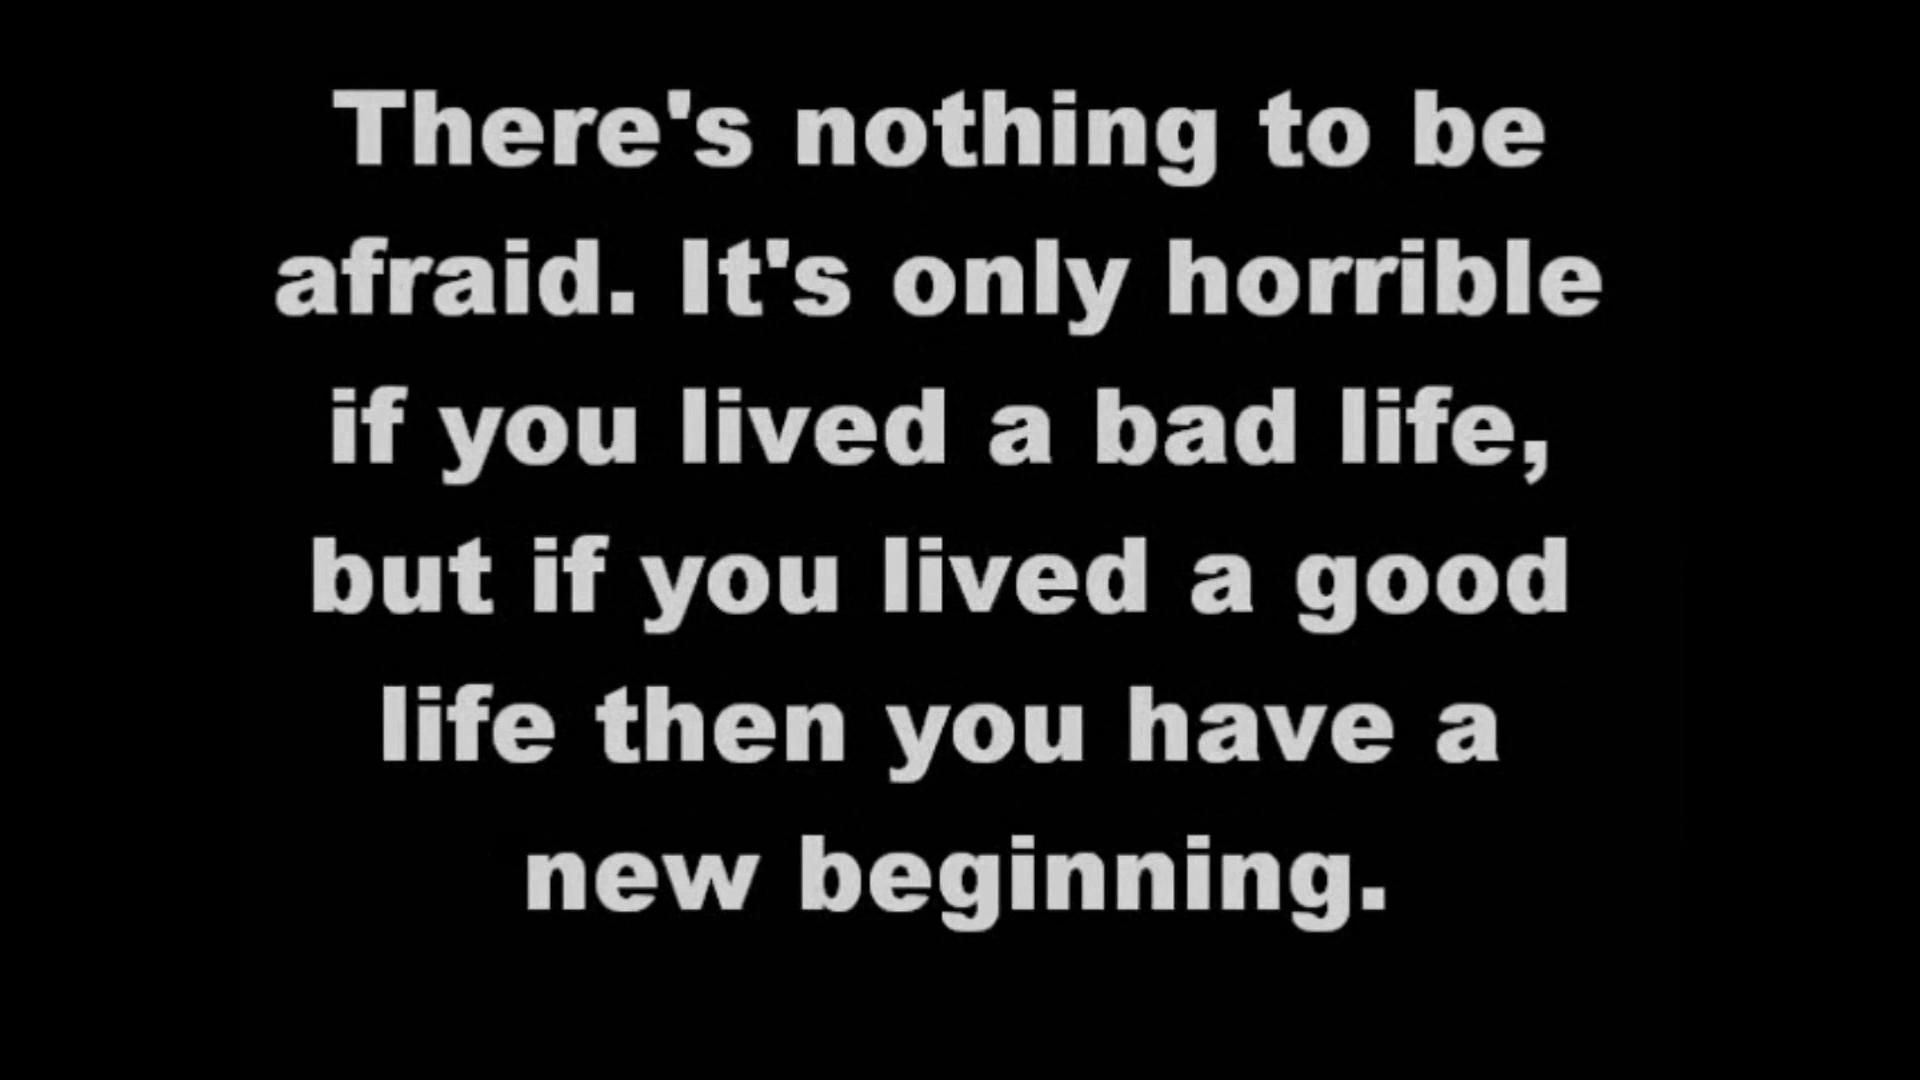 There's nothing to be
afraid. It's only horrible
if you lived a bad life,
but if you lived a good
life then you have a
new beginning.